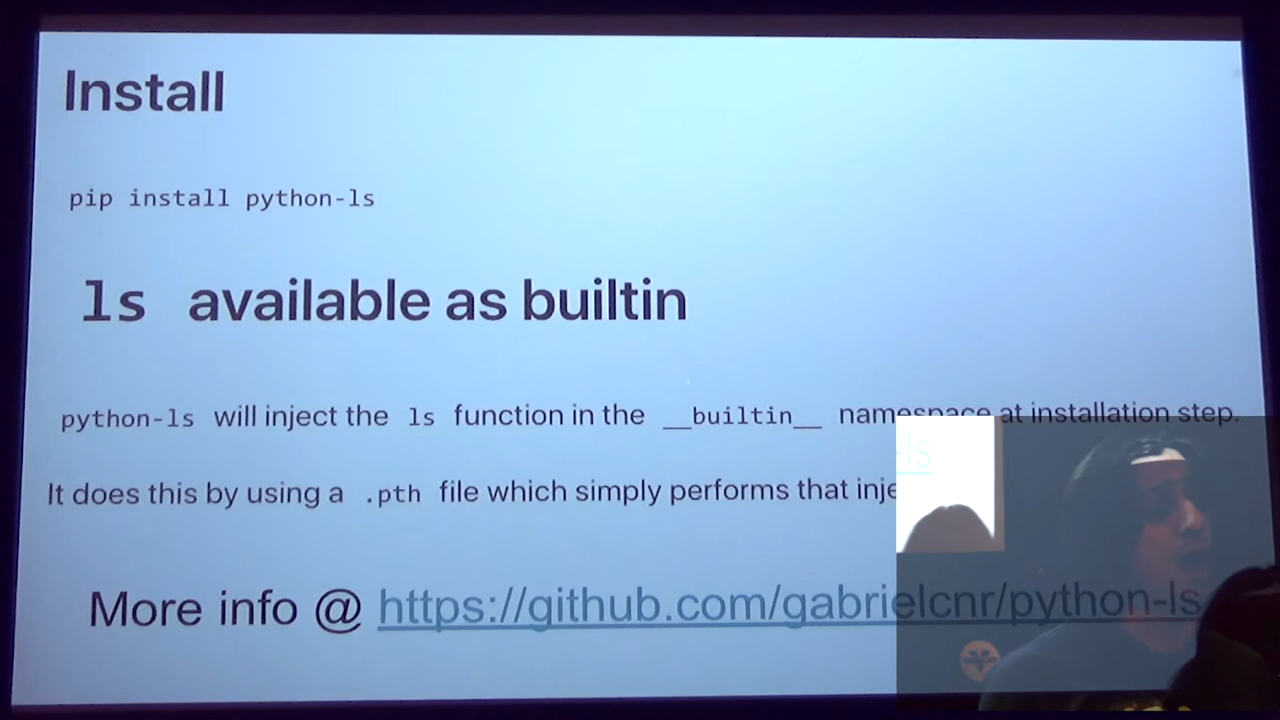 Install
pip install python-ls
ls available as builtin
python-ls will inject the ls function in the __builtin__ namespace at installation step.
It does this by using a .pth file which simply performs that inje
More info @ https://github.com/gabrielcnr/python-ls
-ls